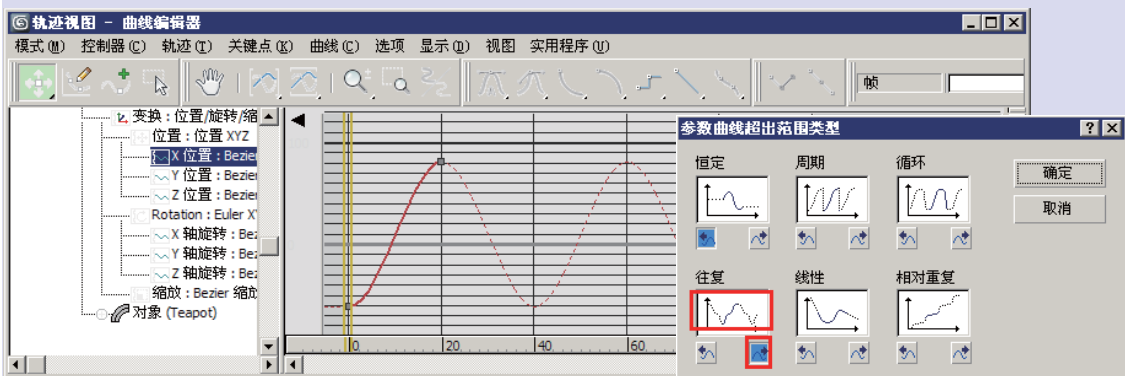 轨迹视图 - 曲线编辑器
模式(M) 控制器(C) 轨迹(T) 关键点(K) 曲线(C) 选项 显示(D) 视图 实用程序(U)
帧
变换:位置/旋转/缩
位置:位置 XYZ
X 位置:Bezier
Y 位置:Bezier
Z 位置:Bezier
Rotation:Euler X
X 轴旋转:Bez
Y 轴旋转:Bez
Z 轴旋转:Bez
缩放:Bezier 缩放
对象 (Teapot)
0 20 40 60
参数曲线超出范围类型
恒定 周期 循环
确定
取消
往复 线性 相对重复